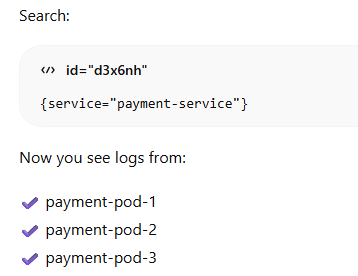 Search:
</> id="d3x6nh"
{service="payment-service"}
Now you see logs from:
✔ payment-pod-1
✔ payment-pod-2
✔ payment-pod-3